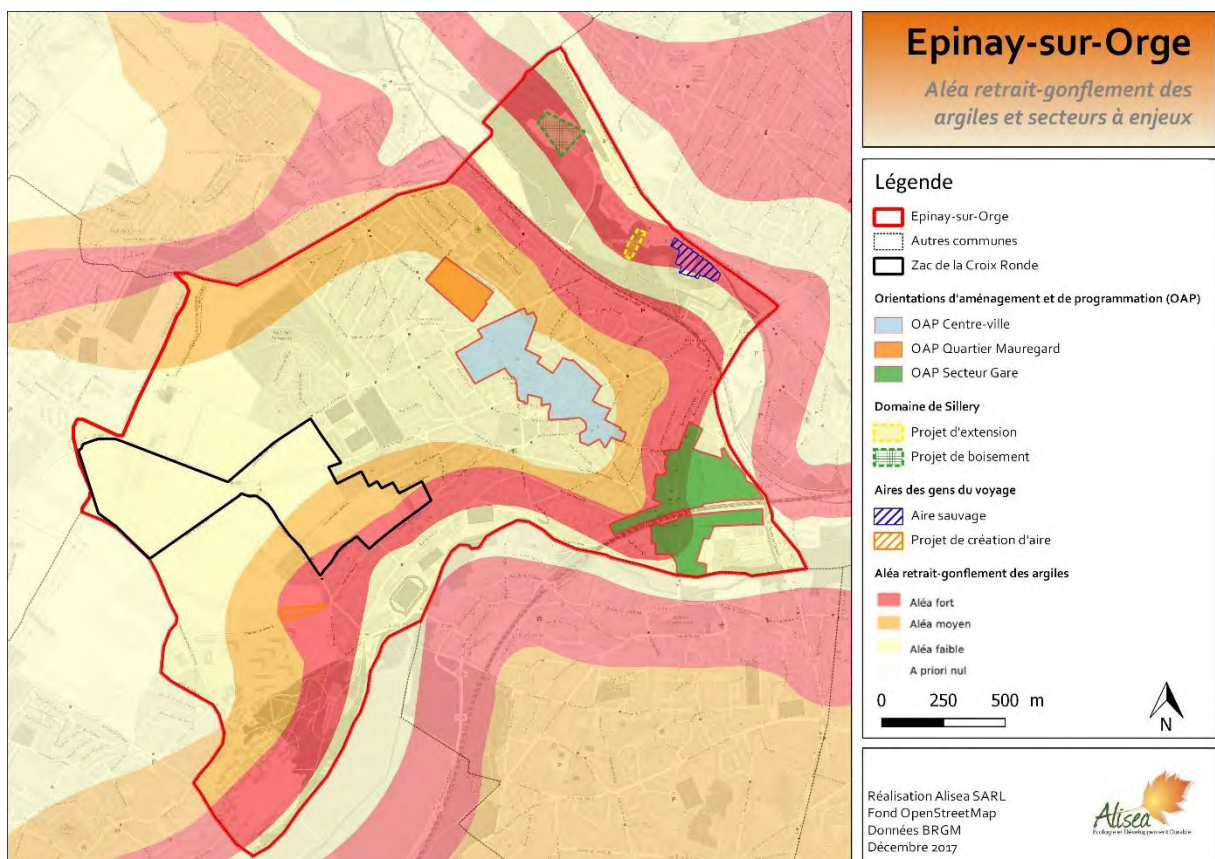 Epinay-sur-Orge
Aléa retrait-gonflement des
argiles et secteurs à enjeux
Légende
Epinay-sur-Orge
Autres communes
Zac de la Croix Ronde
Orientations d'aménagement et de programmation (OAP)
OAP Centre-ville
OAP Quartier Mauregard
OAP Secteur Gare
Domaine de Sillery
Projet d'extension
Projet de boisement
Aires des gens du voyage
Aire sauvage
Projet de création d'aire
Aléa retrait-gonflement des argiles
Aléa fort
Aléa moyen
Aléa faible
A priori nul
0 250 500 m
N
Réalisation Alisea SARL
Fond OpenStreetMap
Données BRGM
Décembre 2017
Alisea
Ecologie et Développement Durable